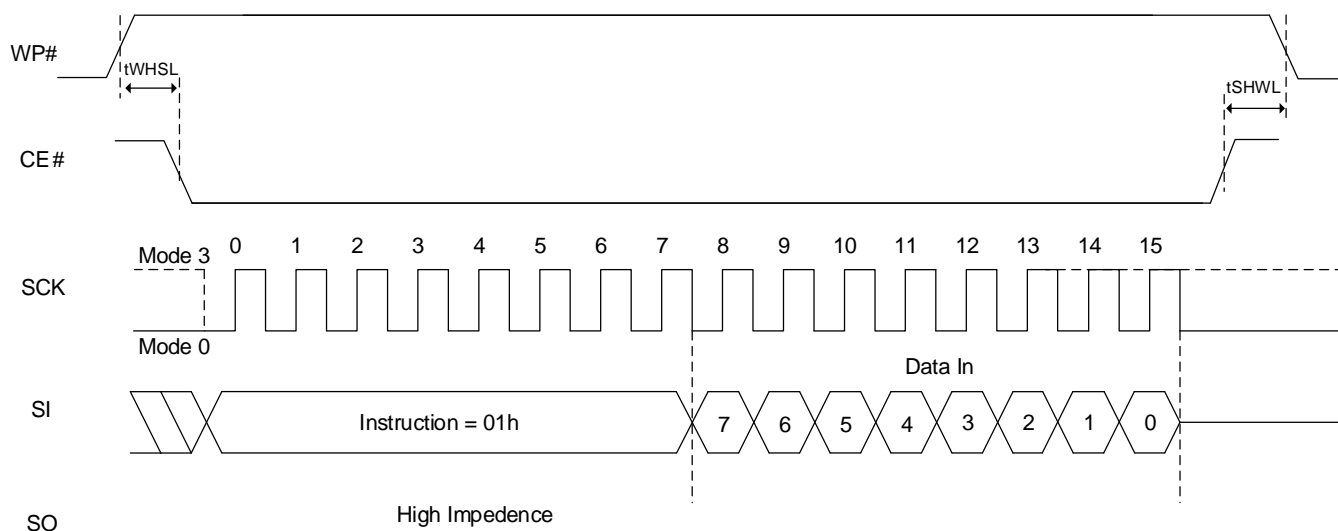 WP#
tWHSL
tSHWL
CE#
0 1 2 3 4 5 6 7 8 9 10 11 12 13 14 15
Mode 3
SCK
Mode 0
Data In
SI
Instruction = 01h
7 6 5 4 3 2 1 0
High Impedence
SO